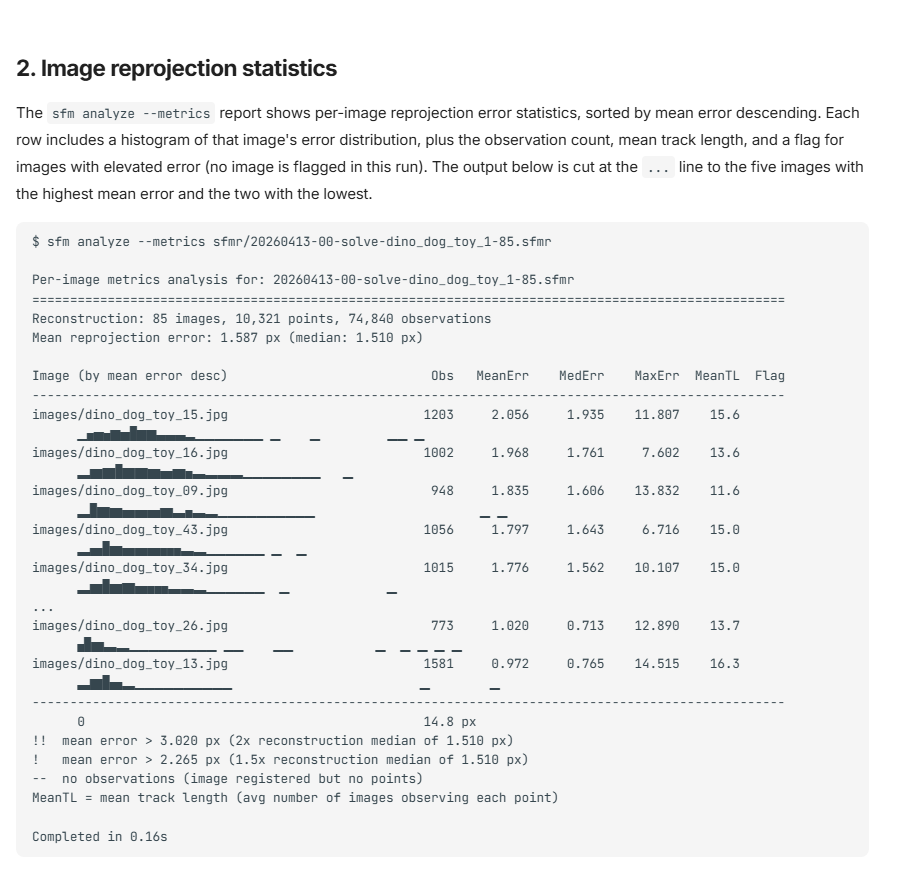 2. Image reprojection statistics
The sfm analyze --metrics report shows per-image reprojection error statistics, sorted by mean error descending. Each
row includes a histogram of that image's error distribution, plus the observation count, mean track length, and a flag for
images with elevated error (no image is flagged in this run). The output below is cut at the ... line to the five images with
the highest mean error and the two with the lowest.
$ sfm analyze --metrics sfmr/20260413-00-solve-dino_dog_toy_1-85.sfmr
Per-image metrics analysis for: 20260413-00-solve-dino_dog_toy_1-85.sfmr
====================================================================================================
Reconstruction: 85 images, 10,321 points, 74,840 observations
Mean reprojection error: 1.587 px (median: 1.510 px)
Image (by mean error desc) Obs MeanErr MedErr MaxErr MeanTL Flag
----------------------------------------------------------------------------------------------------
images/dino_dog_toy_15.jpg 1203 2.056 1.935 11.807 15.6
images/dino_dog_toy_16.jpg 1002 1.968 1.761 7.602 13.6
images/dino_dog_toy_09.jpg 948 1.835 1.606 13.832 11.6
images/dino_dog_toy_43.jpg 1056 1.797 1.643 6.716 15.0
images/dino_dog_toy_34.jpg 1015 1.776 1.562 10.107 15.0
...
images/dino_dog_toy_26.jpg 773 1.020 0.713 12.890 13.7
images/dino_dog_toy_13.jpg 1581 0.972 0.765 14.515 16.3
----------------------------------------------------------------------------------------------------
0 14.8 px
!! mean error > 3.020 px (2x reconstruction median of 1.510 px)
! mean error > 2.265 px (1.5x reconstruction median of 1.510 px)
-- no observations (image registered but no points)
MeanTL = mean track length (avg number of images observing each point)
Completed in 0.16s